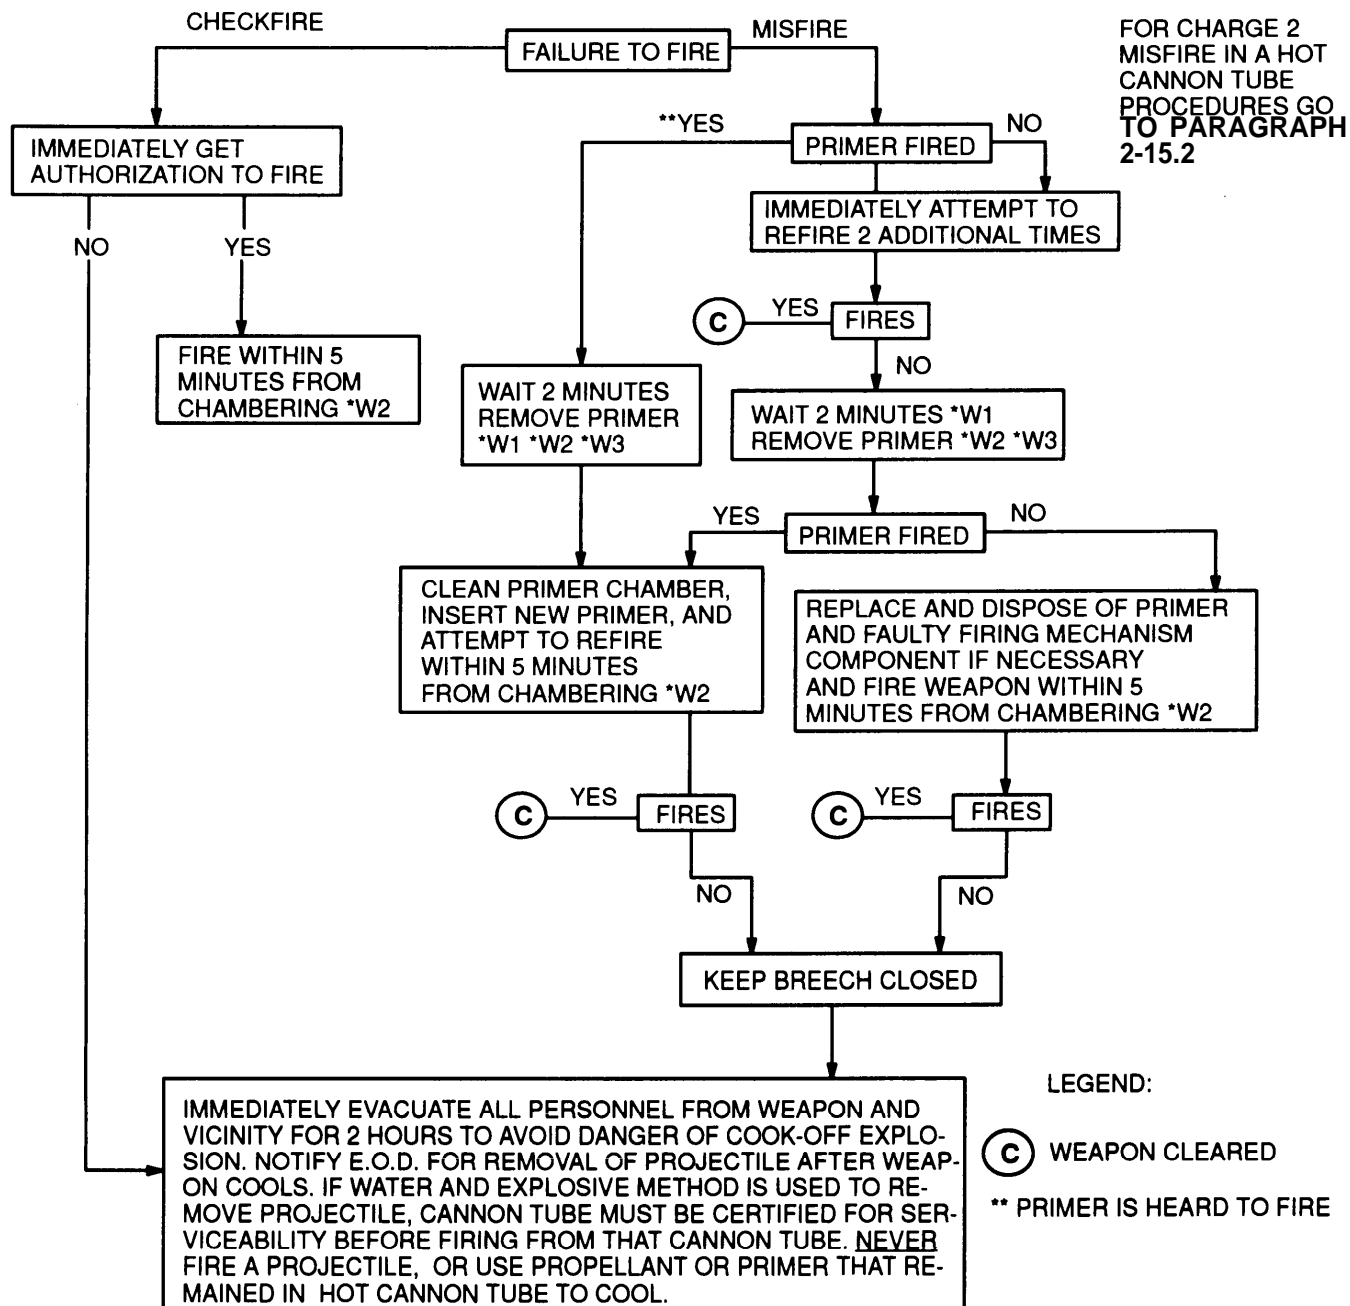 CHECKFIRE
FAILURE TO FIRE
MISFIRE
FOR CHARGE 2
MISFIRE IN A HOT
CANNON TUBE
PROCEDURES GO
TO PARAGRAPH
2-15.2
IMMEDIATELY GET
AUTHORIZATION TO FIRE
**YES
PRIMER FIRED
NO
IMMEDIATELY ATTEMPT TO
REFIRE 2 ADDITIONAL TIMES
NO
YES
C
YES
FIRES
NO
FIRE WITHIN 5
MINUTES FROM
CHAMBERING *W2
WAIT 2 MINUTES
REMOVE PRIMER
*W1 *W2 *W3
WAIT 2 MINUTES *W1
REMOVE PRIMER *W2 *W3
YES
PRIMER FIRED
NO
CLEAN PRIMER CHAMBER,
INSERT NEW PRIMER, AND
ATTEMPT TO REFIRE
WITHIN 5 MINUTES
FROM CHAMBERING *W2
REPLACE AND DISPOSE OF PRIMER
AND FAULTY FIRING MECHANISM
COMPONENT IF NECESSARY
AND FIRE WEAPON WITHIN 5
MINUTES FROM CHAMBERING *W2
C
YES
FIRES
C
YES
FIRES
NO
NO
KEEP BREECH CLOSED
IMMEDIATELY EVACUATE ALL PERSONNEL FROM WEAPON AND
VICINITY FOR 2 HOURS TO AVOID DANGER OF COOK-OFF EXPLO-
SION. NOTIFY E.O.D. FOR REMOVAL OF PROJECTILE AFTER WEAP-
ON COOLS. IF WATER AND EXPLOSIVE METHOD IS USED TO RE-
MOVE PROJECTILE, CANNON TUBE MUST BE CERTIFIED FOR SER-
VICEABILITY BEFORE FIRING FROM THAT CANNON TUBE. NEVER
FIRE A PROJECTILE, OR USE PROPELLANT OR PRIMER THAT RE-
MAINED IN HOT CANNON TUBE TO COOL.
LEGEND:
C WEAPON CLEARED
** PRIMER IS HEARD TO FIRE